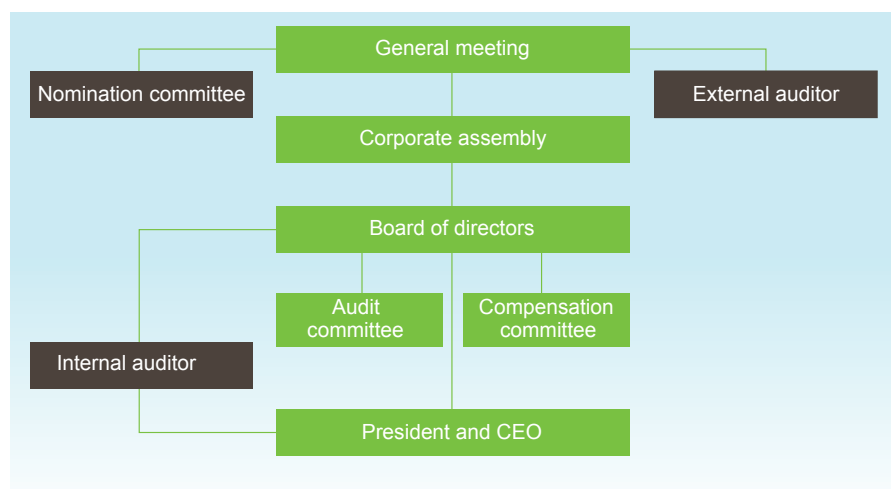 General meeting
Nomination committee
External auditor
Corporate assembly
Board of directors
Audit
committee
Compensation
committee
Internal auditor
President and CEO